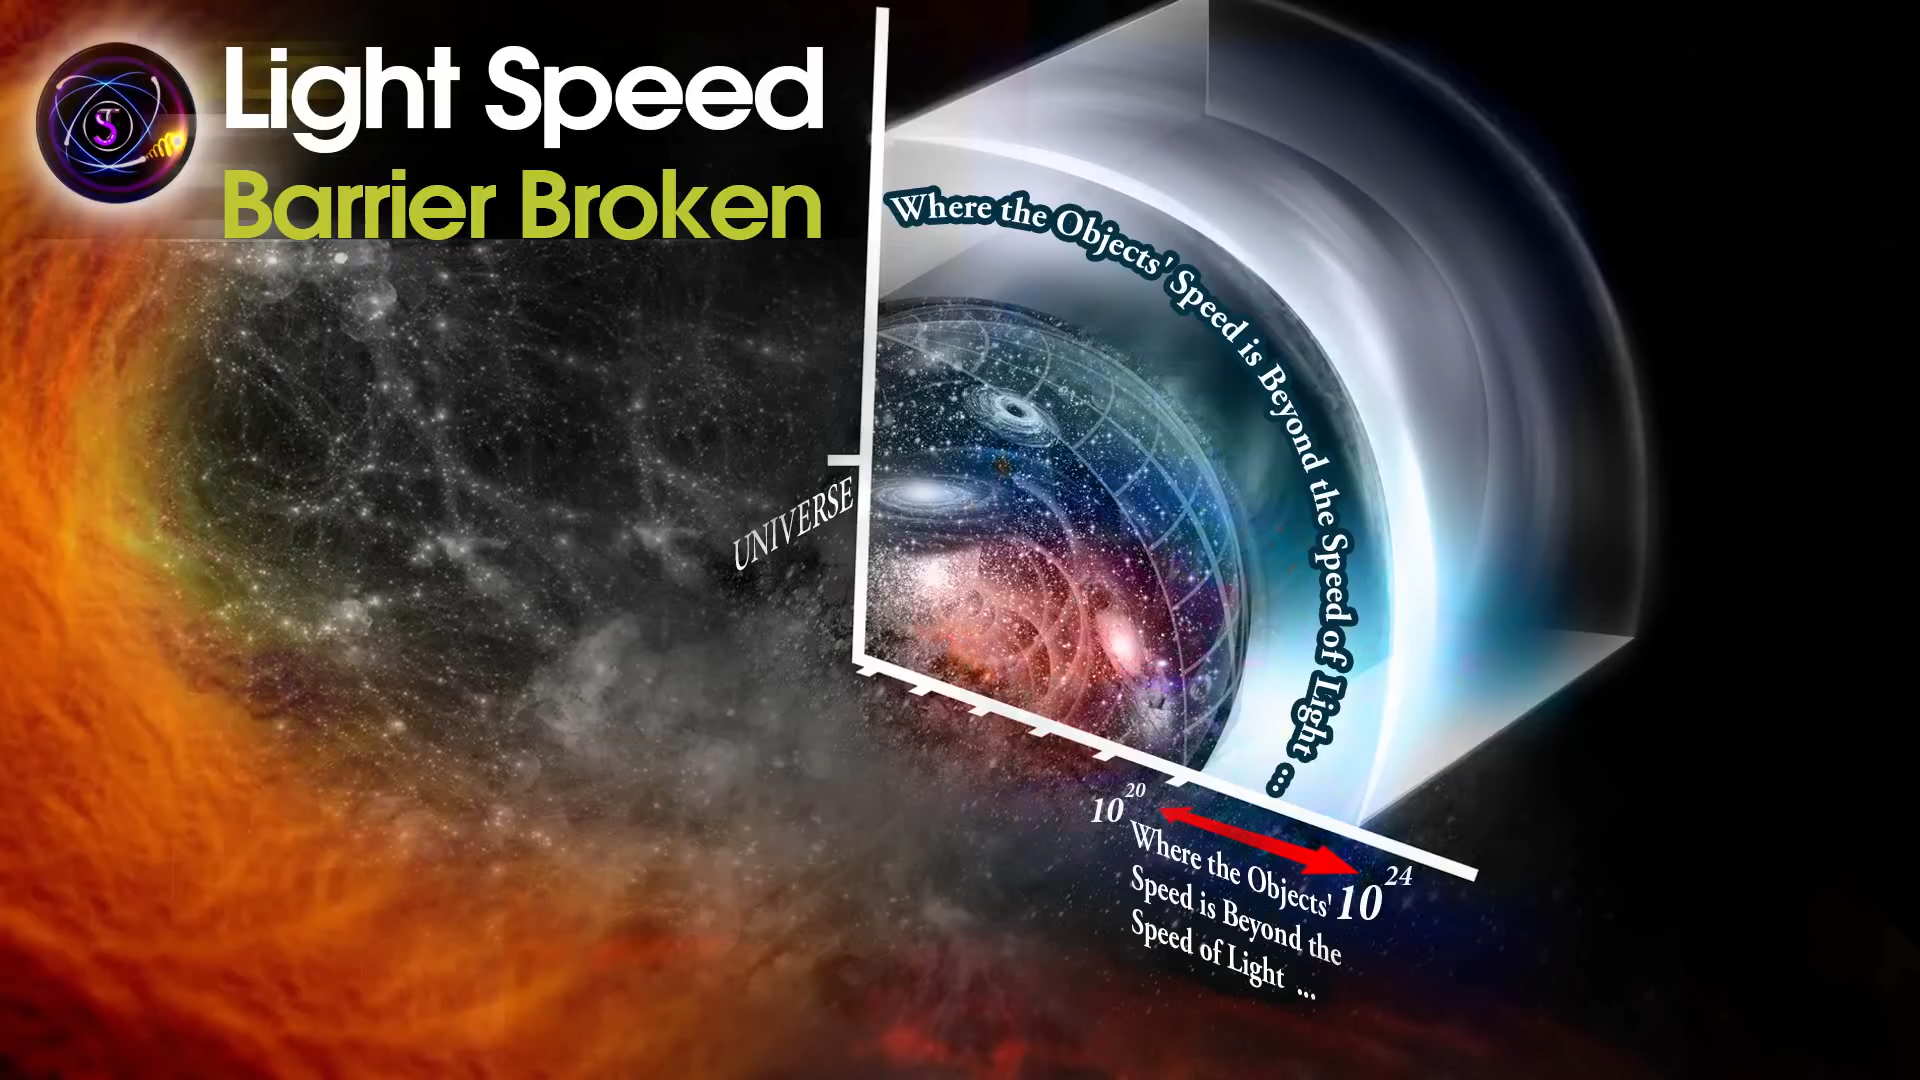 Light Speed
Barrier Broken
ST
Where the Objects' Speed is Beyond the Speed of Light ...
UNIVERSE
10^20
10^24
Where the Objects'
Speed is Beyond the
Speed of Light ...